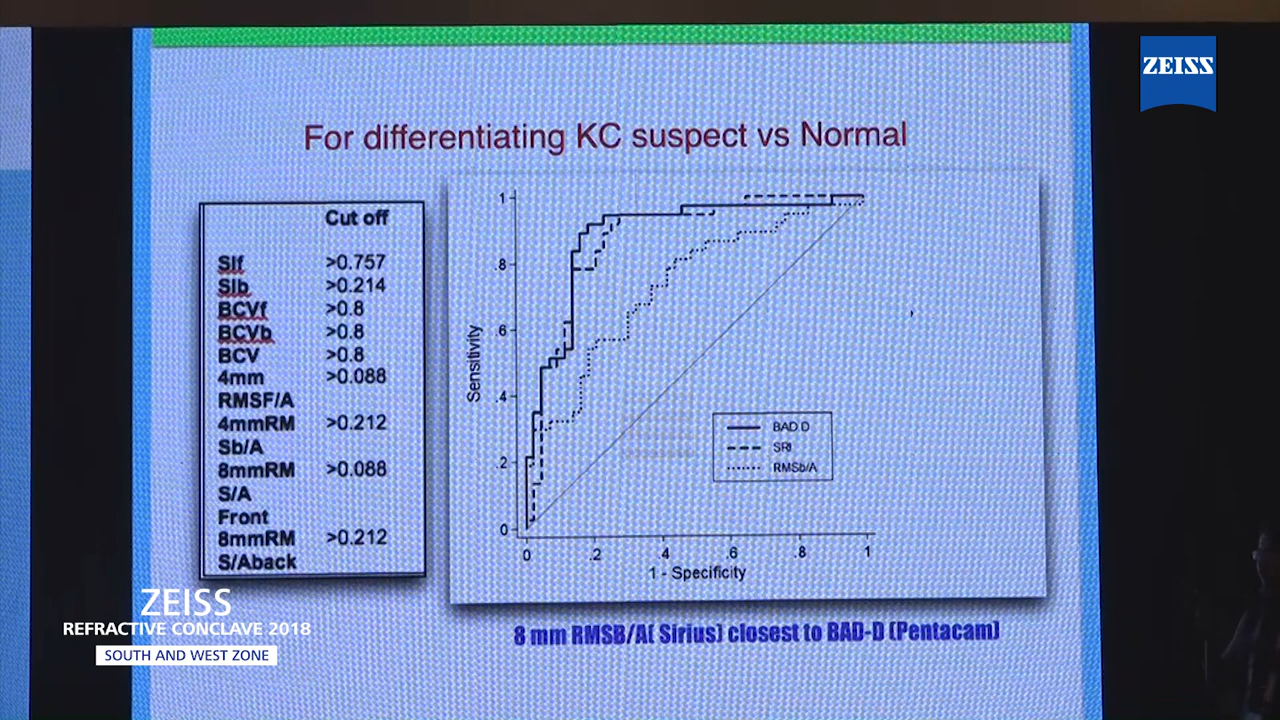 ZEISS
For differentiating KC suspect vs Normal
Cut off
SIf >0.757
SIb >0.214
BCVf >0.8
BCVb >0.8
BCV >0.8
4mm >0.088
RMSF/A
4mmRM >0.212
Sb/A
8mmRM >0.088
S/A
Front
8mmRM >0.212
S/Aback
Sensitivity
1
.8
.6
.4
.2
0
0 .2 .4 .6 .8 1
1 - Specificity
BAD D
SRI
RMSb/A
8 mm RMSB/A( Sirius) closest to BAD-D (Pentacam)
ZEISS
REFRACTIVE CONCLAVE 2018
SOUTH AND WEST ZONE